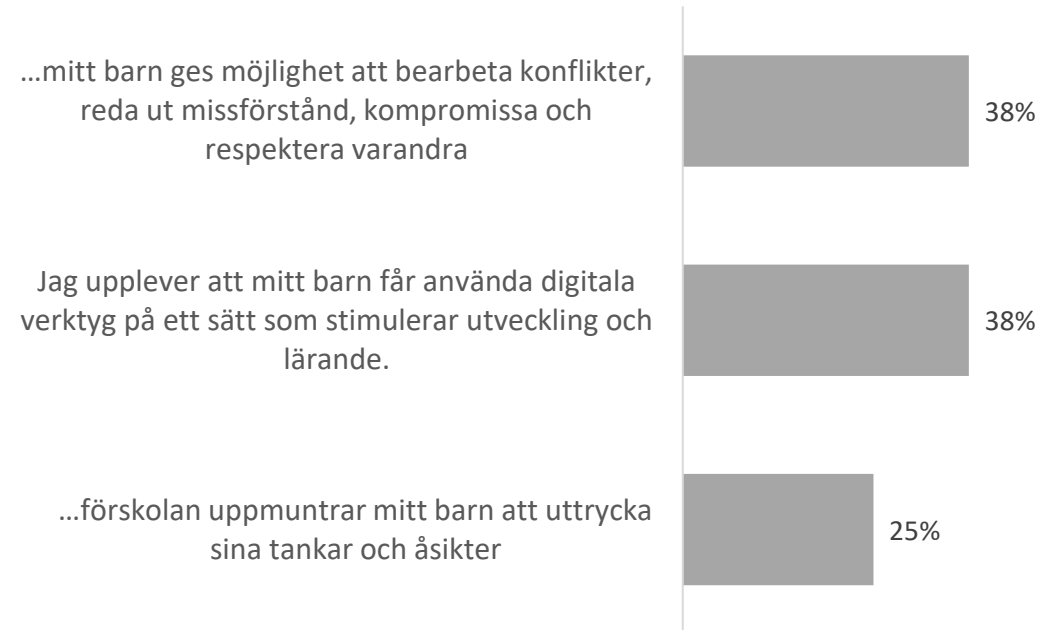 …mitt barn ges möjlighet att bearbeta konflikter,
reda ut missförstånd, kompromissa och
respektera varandra
38%
Jag upplever att mitt barn får använda digitala
verktyg på ett sätt som stimulerar utveckling och
lärande.
38%
…förskolan uppmuntrar mitt barn att uttrycka
sina tankar och åsikter
25%